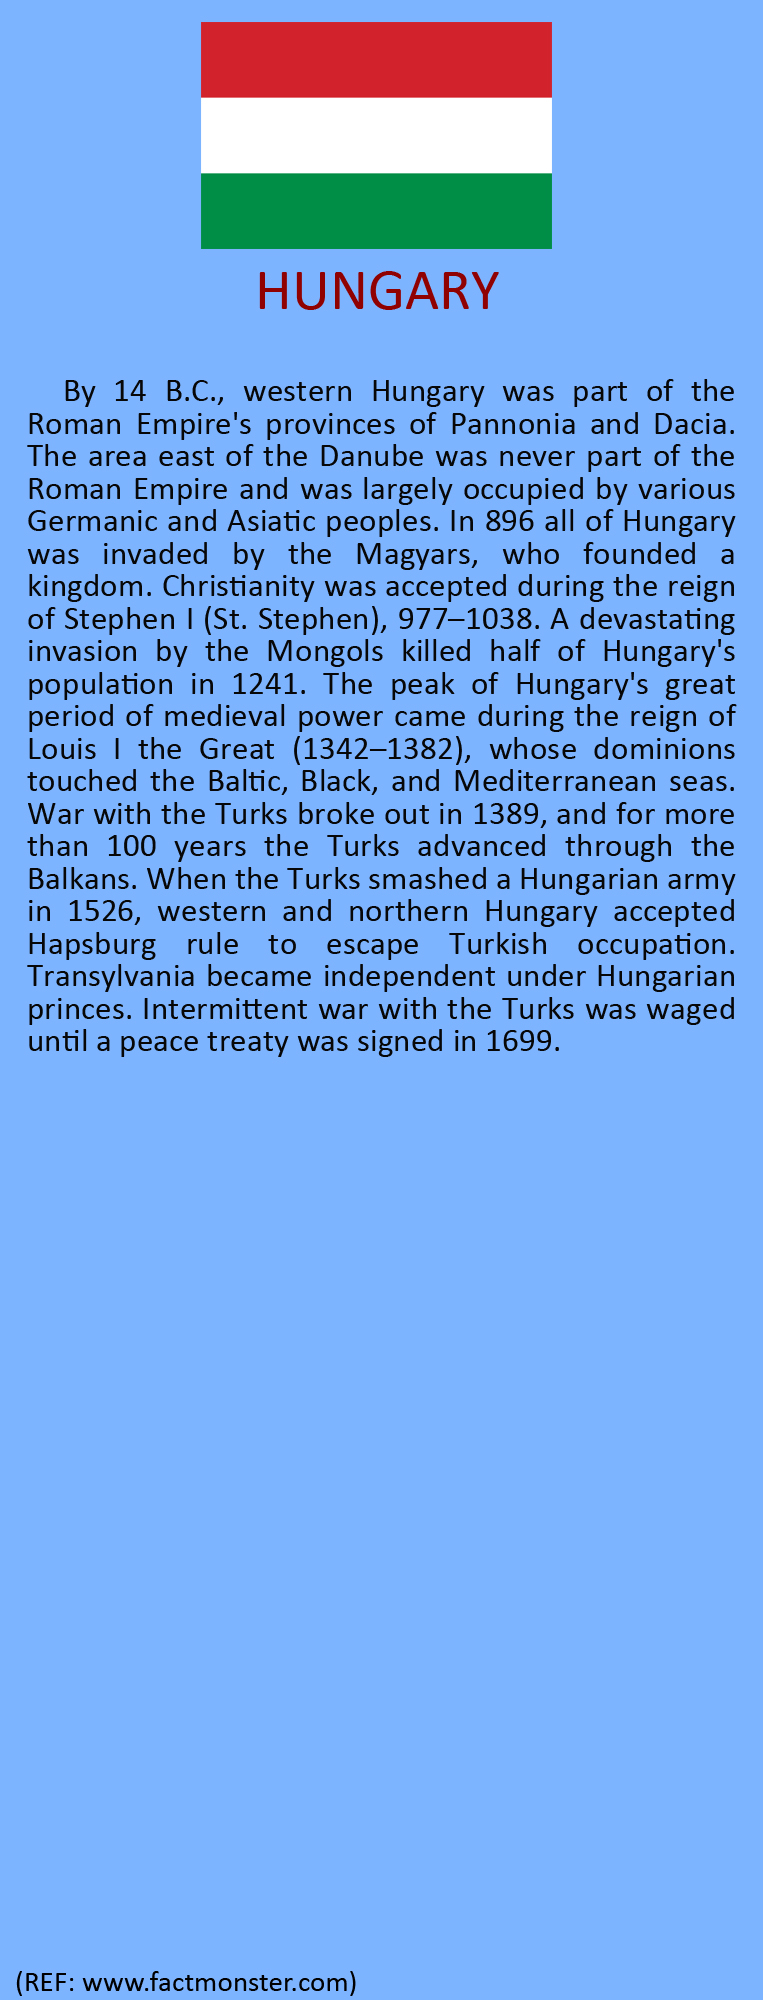 HUNGARY
By 14 B.C., western Hungary was part of the
Roman Empire's provinces of Pannonia and Dacia.
The area east of the Danube was never part of the
Roman Empire and was largely occupied by various
Germanic and Asiatic peoples. In 896 all of Hungary
was invaded by the Magyars, who founded a
kingdom. Christianity was accepted during the reign
of Stephen I (St. Stephen), 977–1038. A devastating
invasion by the Mongols killed half of Hungary's
population in 1241. The peak of Hungary's great
period of medieval power came during the reign of
Louis I the Great (1342–1382), whose dominions
touched the Baltic, Black, and Mediterranean seas.
War with the Turks broke out in 1389, and for more
than 100 years the Turks advanced through the
Balkans. When the Turks smashed a Hungarian army
in 1526, western and northern Hungary accepted
Hapsburg rule to escape Turkish occupation.
Transylvania became independent under Hungarian
princes. Intermittent war with the Turks was waged
until a peace treaty was signed in 1699.
(REF: www.factmonster.com)